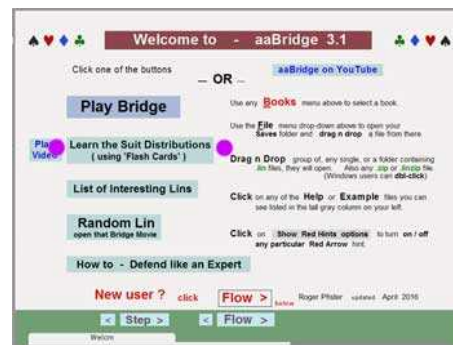 Welcome to - aaBridge 3.1
Click one of the buttons
— OR —
aaBridge on YouTube
Play Bridge
Use any Books menu above to select a book.
Use the File menu drop-down above to open your
Saves folder and drag n drop a file from there
Play
Video
Learn the Suit Distributions
( using 'Flash Cards' )
Drag n Drop group of, any single, or a folder containing
.lin files, they will open. Also any .zip or .linzip file
(Windows users can dbl-click)
List of Interesting Lins
Click on any of the Help or Example files you can
see listed in the tall gray column on your left.
Random Lin
open that Bridge Movie
Click on Show Red Hints options to turn on / off
any particular Red Arrow hint
How to - Defend like an Expert
New user ? click Flow > below
Roger Pfister updated April 2016
< Step > < Flow >
Welcom